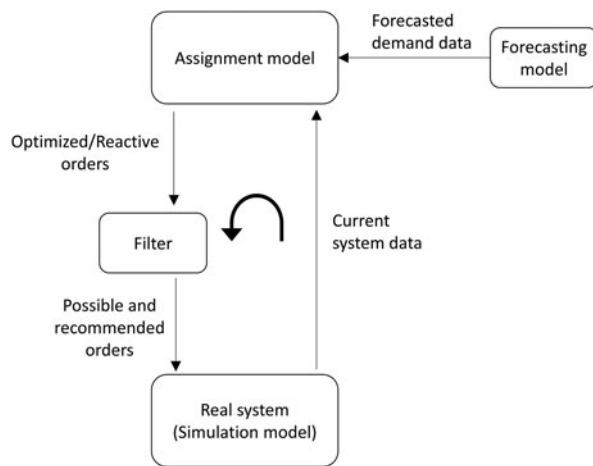 Forecasted
demand data
Assignment model
Forecasting
model
Optimized/Reactive
orders
Filter
Current
system data
Possible and
recommended
orders
Real system
(Simulation model)